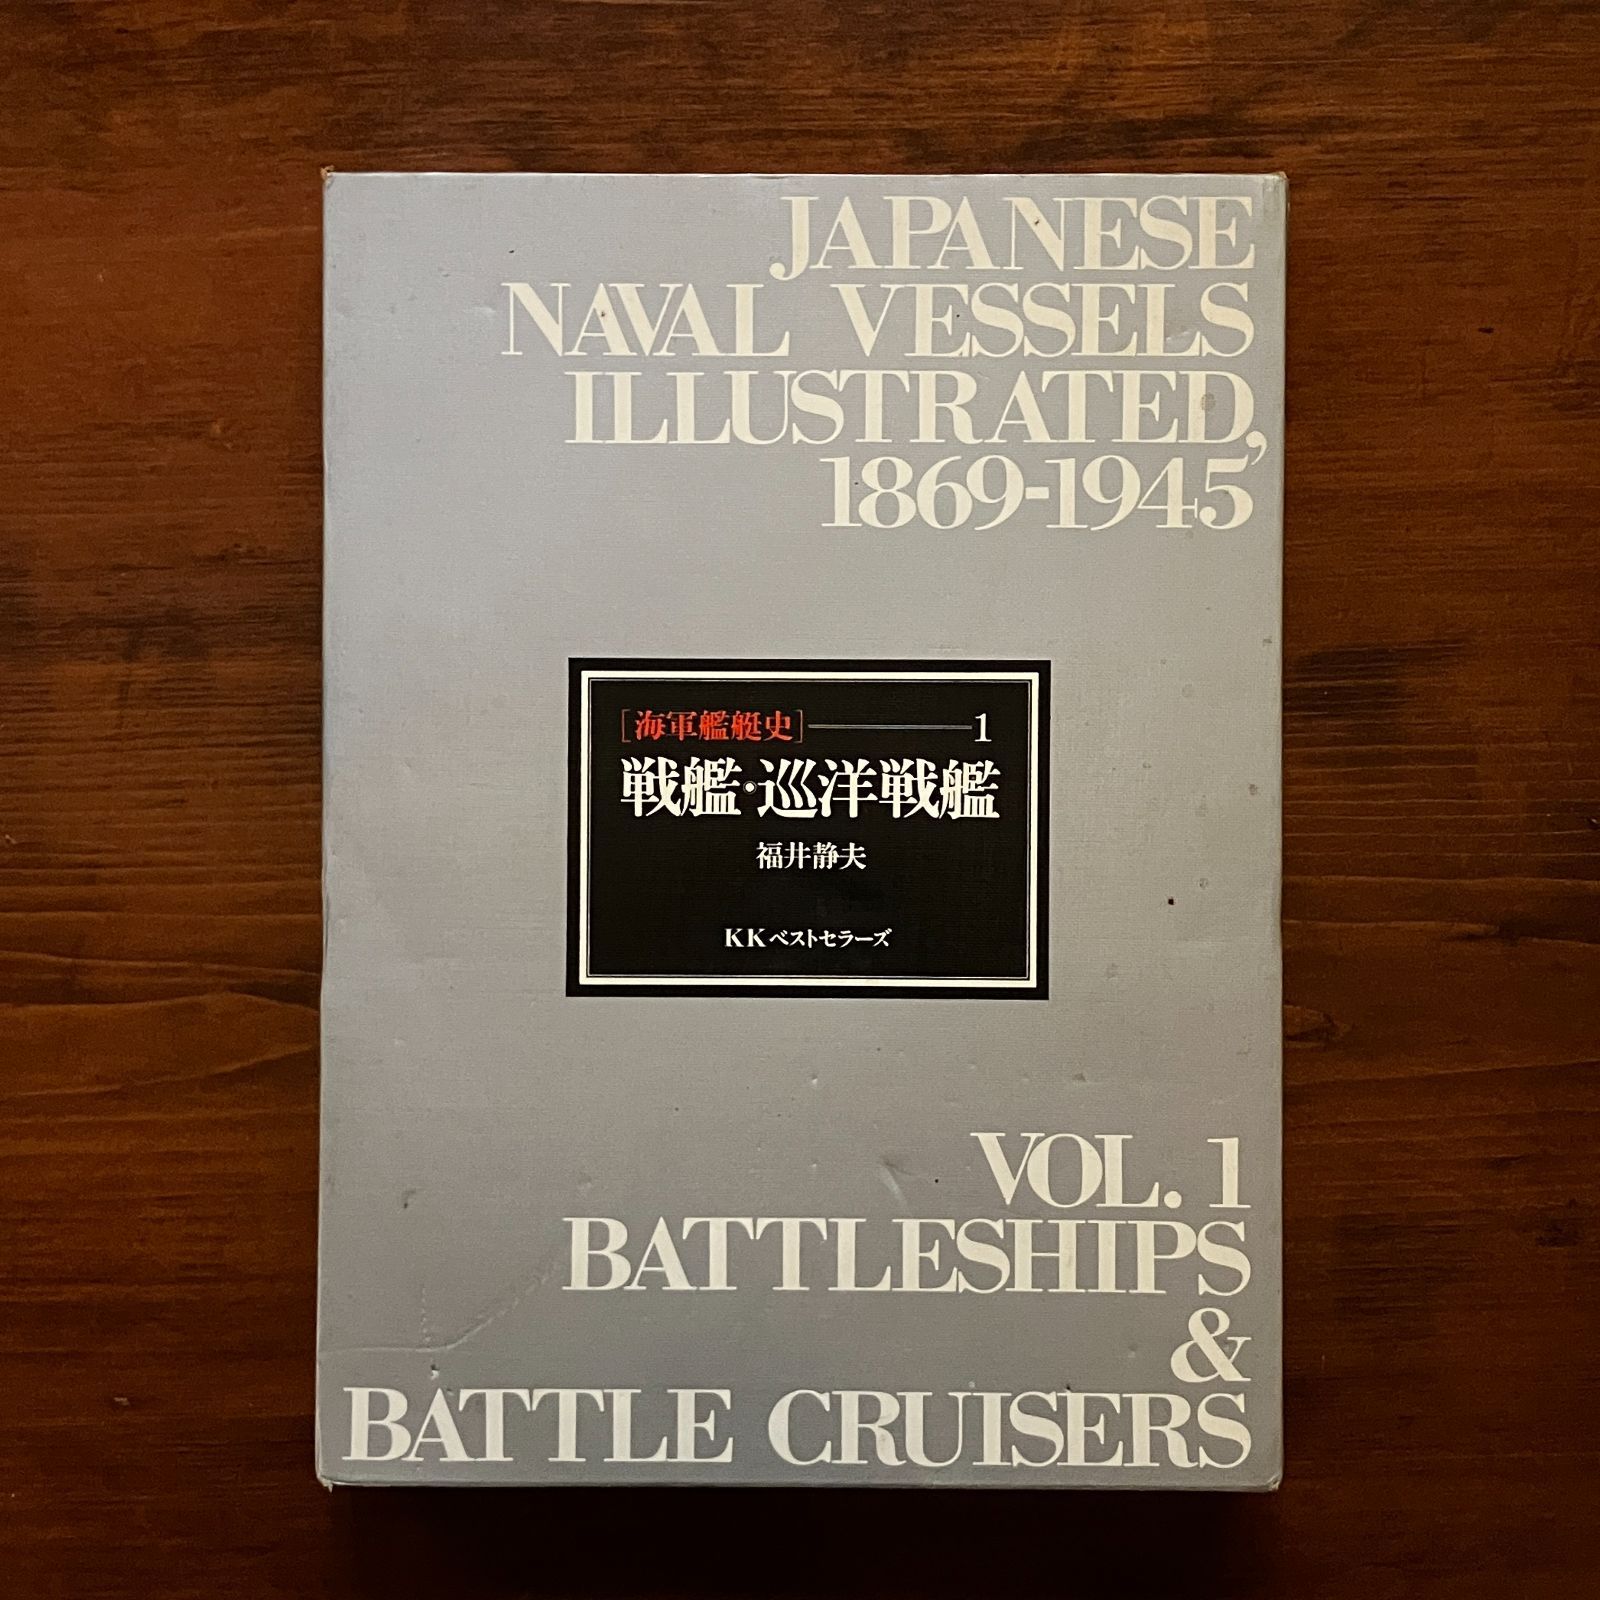 JAPANESE
NAVAL VESSELS
ILLUSTRATED,
1869-1945
[海軍艦艇史]——1
戦艦・巡洋戦艦
福井静夫
KKベストセラーズ
VOL. 1
BATTLESHIPS
&
BATTLE CRUISERS